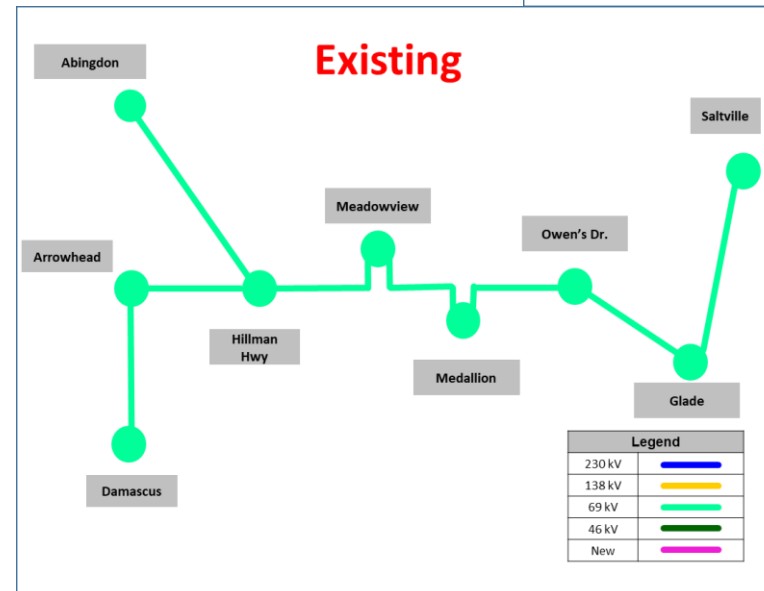 Existing
Abingdon
Saltville
Meadowview
Owen's Dr.
Arrowhead
Hillman
Hwy
Medallion
Glade
Damascus
Legend
230 kV
138 kV
69 kV
46 kV
New